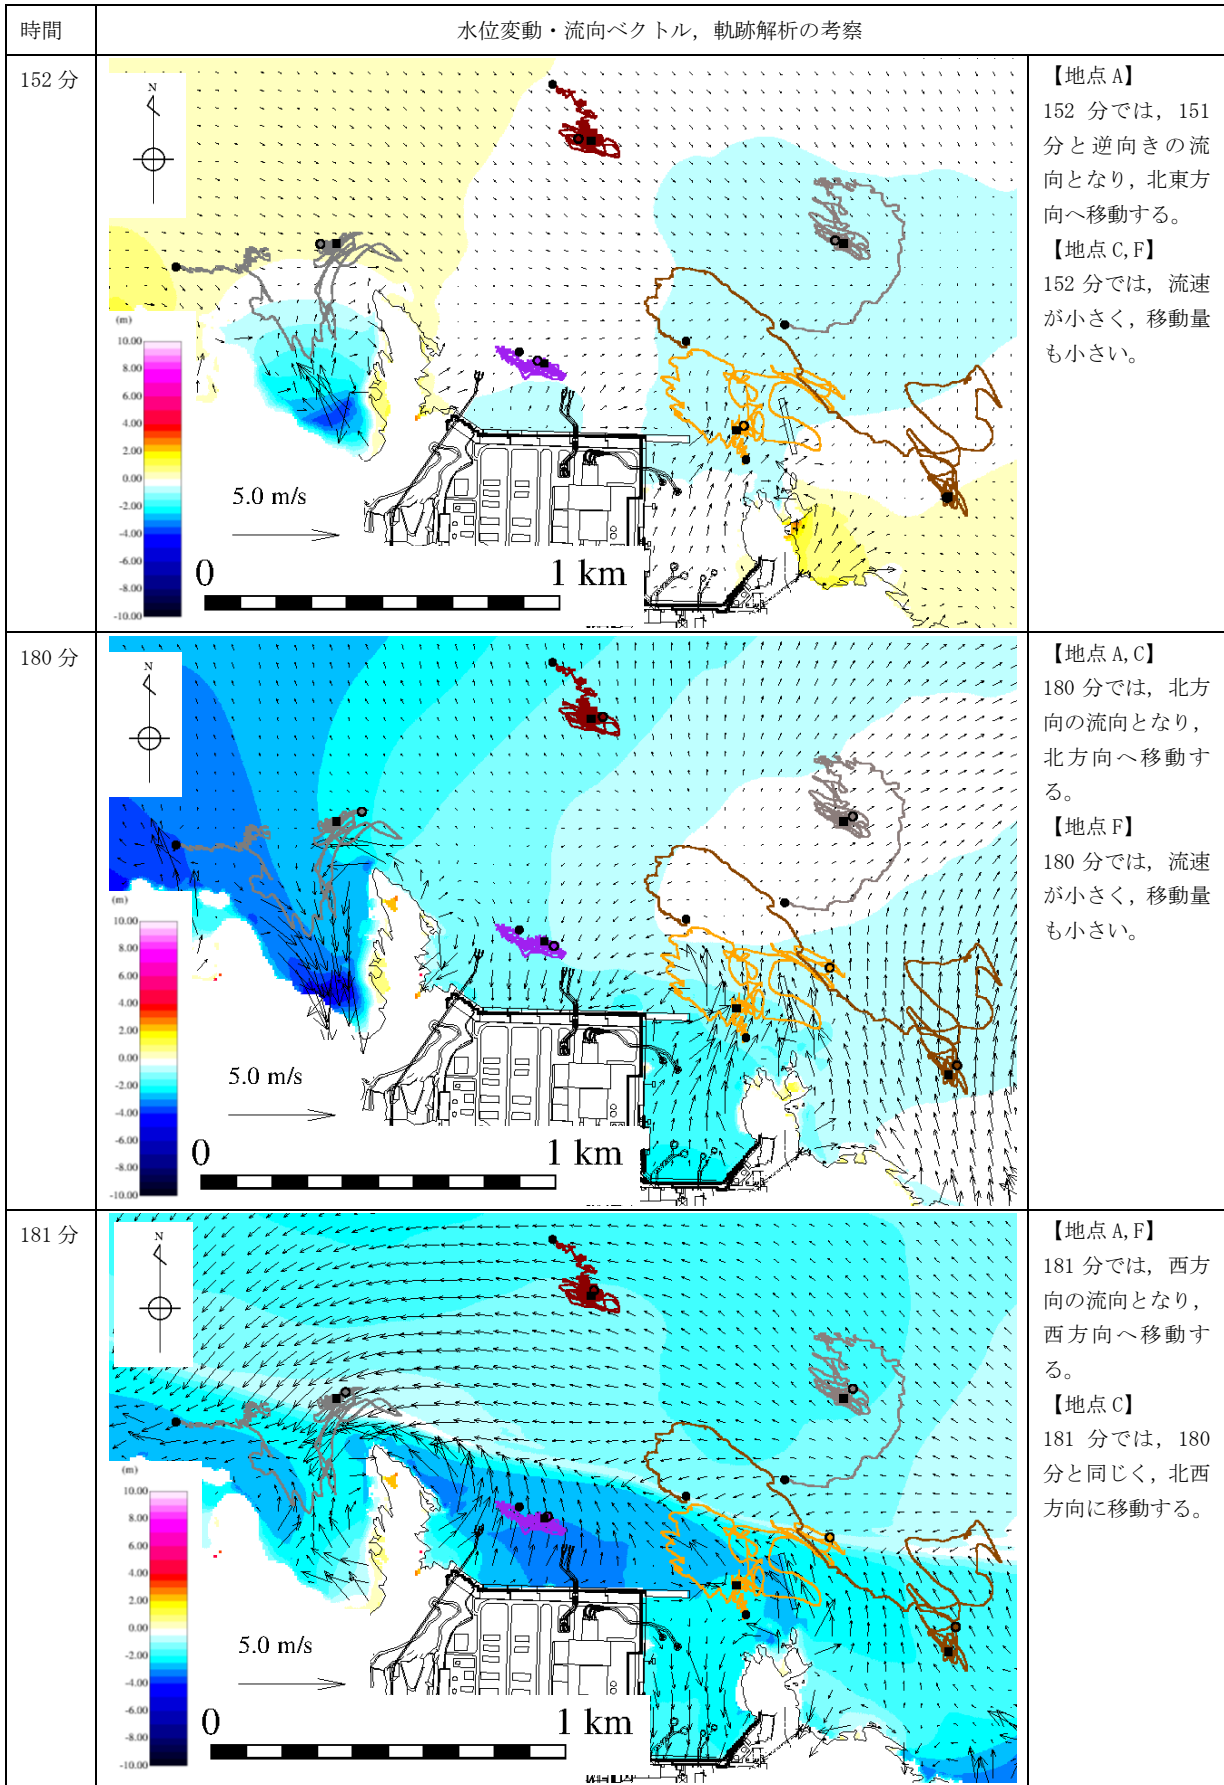 時間
水位変動・流向ベクトル，軌跡解析の考察
152 分
N
(m)
10.00
8.00
6.00
4.00
2.00
0.00
-2.00
-4.00
-6.00
-8.00
-10.00
5.0 m/s
0
1 km
【地点 A】
152 分では，151
分と逆向きの流
向となり，北東方
向へ移動する。
【地点 C,F】
152 分では，流速
が小さく，移動量
も小さい。
180 分
N
(m)
10.00
8.00
6.00
4.00
2.00
0.00
-2.00
-4.00
-6.00
-8.00
-10.00
5.0 m/s
0
1 km
【地点 A,C】
180 分では，北方
向の流向となり，
北方向へ移動す
る。
【地点 F】
180 分では，流速
が小さく，移動量
も小さい。
181 分
N
(m)
10.00
8.00
6.00
4.00
2.00
0.00
-2.00
-4.00
-6.00
-8.00
-10.00
5.0 m/s
0
1 km
【地点 A,F】
181 分では，西方
向の流向となり，
西方向へ移動す
る。
【地点 C】
181 分では，180
分と同じく，北西
方向に移動する。